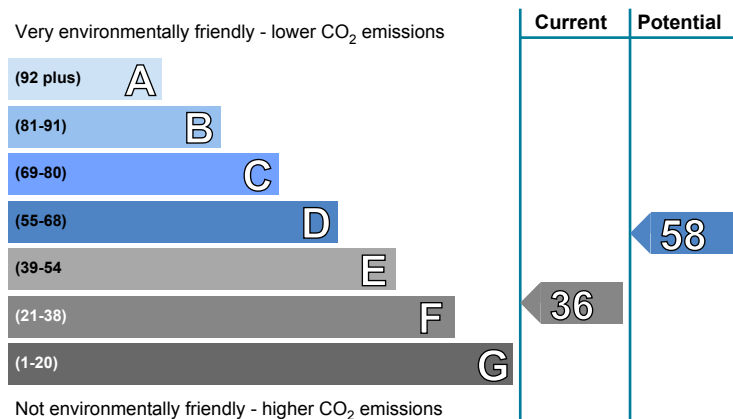 Current Potential
Very environmentally friendly - lower CO2 emissions
(92 plus) A
(81-91) B
(69-80) C
(55-68) D
58
(39-54 E
(21-38) F
36
(1-20) G
Not environmentally friendly - higher CO2 emissions